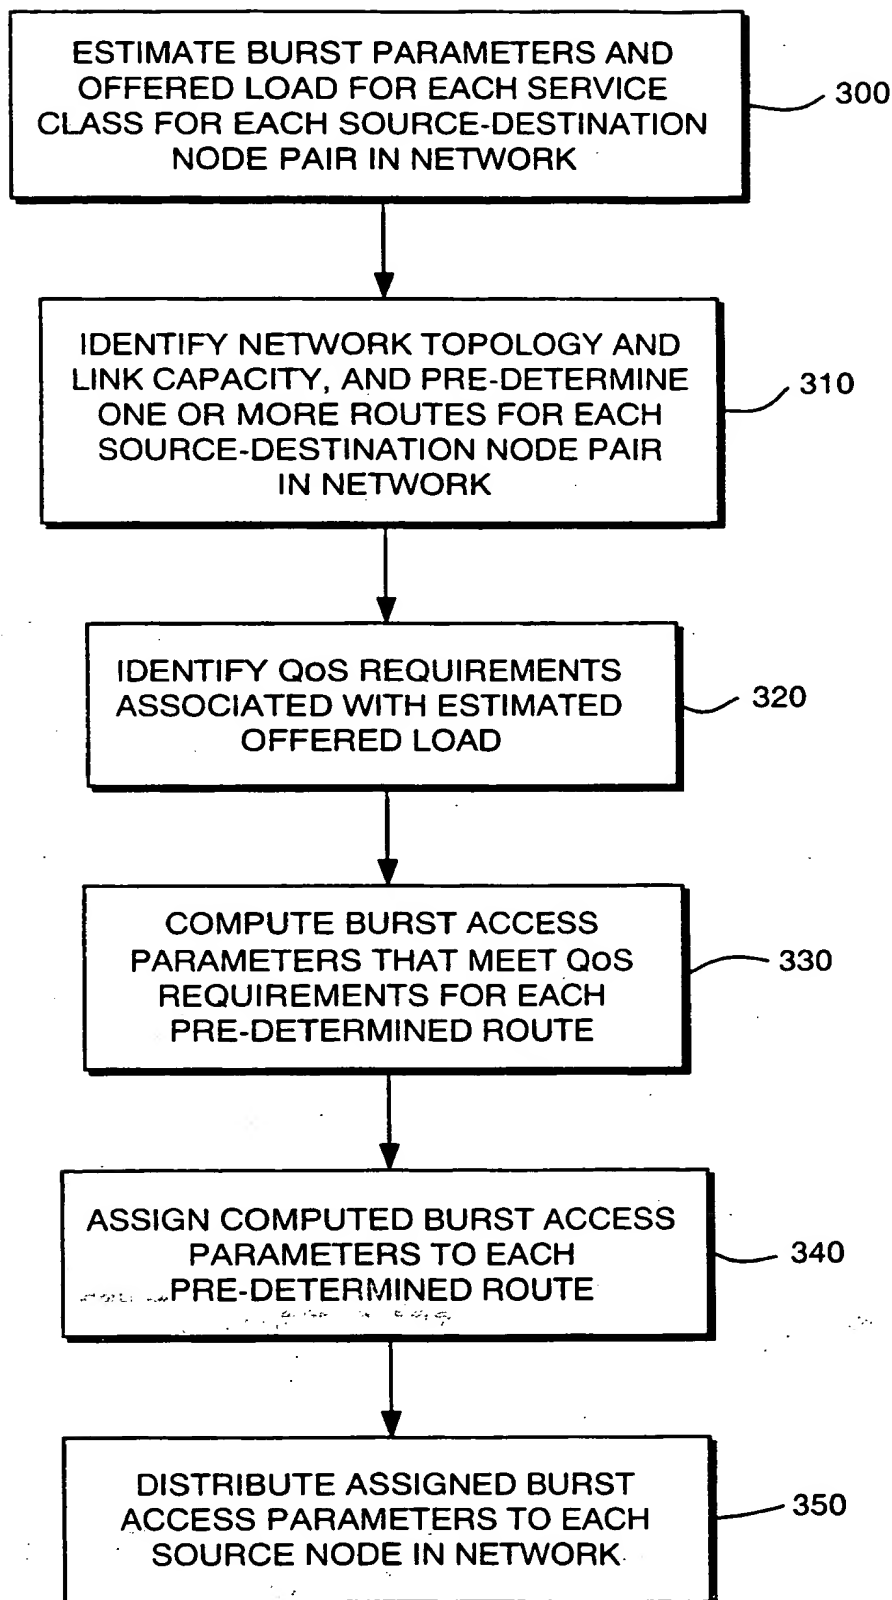 ESTIMATE BURST PARAMETERS AND
OFFERED LOAD FOR EACH SERVICE
CLASS FOR EACH SOURCE-DESTINATION
NODE PAIR IN NETWORK
300
IDENTIFY NETWORK TOPOLOGY AND
LINK CAPACITY, AND PRE-DETERMINE
ONE OR MORE ROUTES FOR EACH
SOURCE-DESTINATION NODE PAIR
IN NETWORK
310
IDENTIFY QoS REQUIREMENTS
ASSOCIATED WITH ESTIMATED
OFFERED LOAD
320
COMPUTE BURST ACCESS
PARAMETERS THAT MEET QoS
REQUIREMENTS FOR EACH
PRE-DETERMINED ROUTE
330
ASSIGN COMPUTED BURST ACCESS
PARAMETERS TO EACH
PRE-DETERMINED ROUTE
340
DISTRIBUTE ASSIGNED BURST
ACCESS PARAMETERS TO EACH
SOURCE NODE IN NETWORK
350